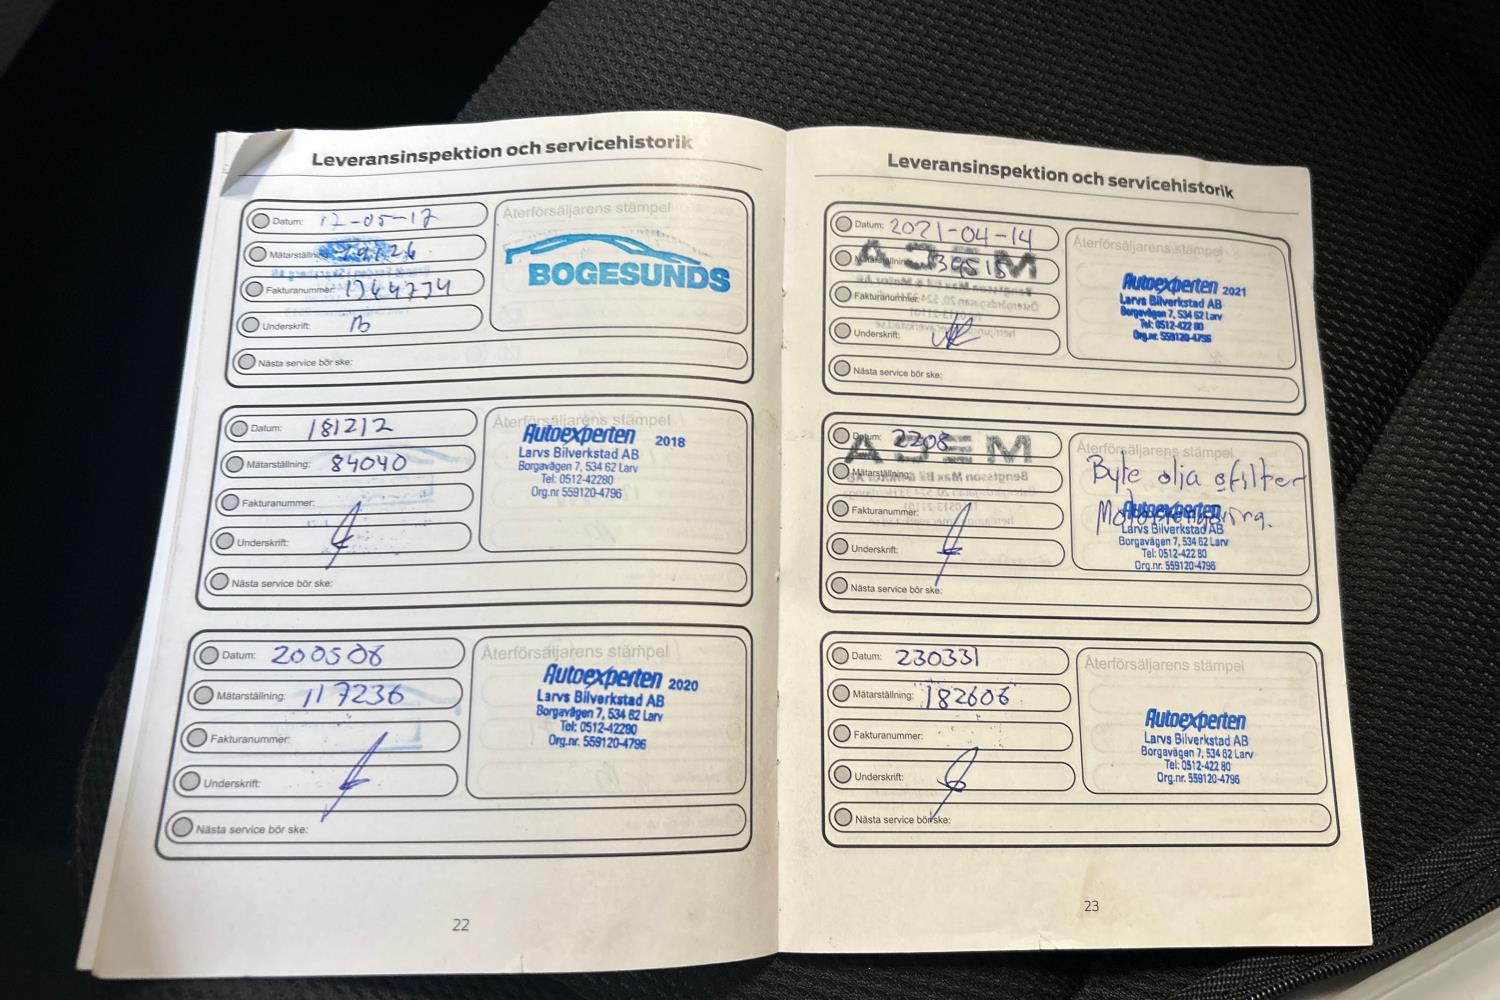 Leveransinspektion och servicehistorik
Datum: 12-05-17
Mätarställning:
Fakturanummer: 1344734
Underskrift:
Nästa service bör ske:
Återförsäljarens stämpel
BOGESUNDS
Datum: 181212
Mätarställning: 84040
Fakturanummer:
Underskrift:
Nästa service bör ske:
Återförsäljarens stämpel
Autoexperten 2018
Larvs Bilverkstad AB
Borgavägen 7, 534 62 Larv
Tel: 0512-42280
Org.nr 559120-4796
Datum: 200508
Mätarställning: 117236
Fakturanummer:
Underskrift:
Nästa service bör ske:
Återförsäljarens stämpel
Autoexperten 2020
Larvs Bilverkstad AB
Borgavägen 7, 534 62 Larv
Tel: 0512-42280
Org.nr. 559120-4796
22
Leveransinspektion och servicehistorik
Datum: 2021-04-14
Mätarställning:
Fakturanummer:
Underskrift:
Nästa service bör ske:
Återförsäljarens stämpel
Autoexperten 2021
Larvs Bilverkstad AB
Borgavägen 7, 534 62 Larv
Tel: 0512-422 80
Org.nr. 559120-4796
Datum: 2208
Mätarställning:
Fakturanummer:
Underskrift:
Nästa service bör ske:
Återförsäljarens stämpel
Byte olja & filter
Autoexperten
Larvs Bilverkstad AB
Borgavägen 7, 534 62 Larv
Tel: 0512-422 80
Org.nr. 559120-4796
Datum: 230331
Mätarställning: 182606
Fakturanummer:
Underskrift:
Nästa service bör ske:
Återförsäljarens stämpel
Autoexperten
Larvs Bilverkstad AB
Borgavägen 7, 534 62 Larv
Tel: 0512-422 80
Org.nr. 559120-4796
23